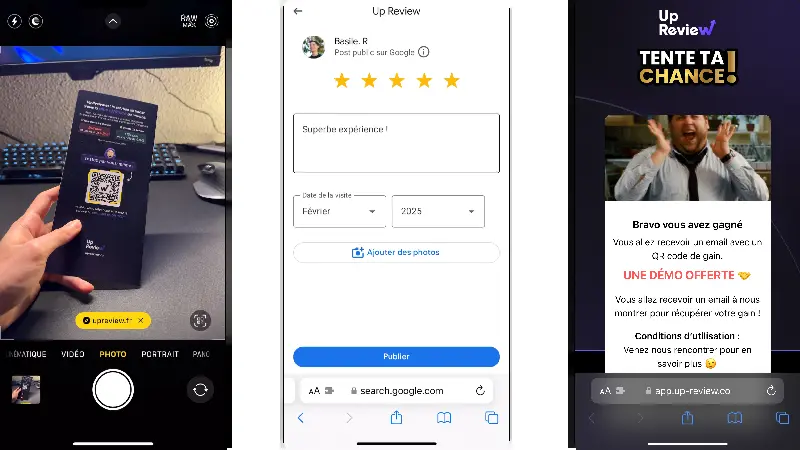 RAW
MAX
Up
Review
upreview.fr ×
NÉMATIQUE VIDÉO PHOTO PORTRAIT PANO
Up Review
Basile. R
Post public sur Google
Superbe expérience !
Date de la visite
Février
2025
Ajouter des photos
Publier
AA search.google.com
Up
Review
TENTE TA
CHANCE!
Bravo vous avez gagné
Vous allez recevoir un email avec un
QR code de gain.
UNE DÉMO OFFERTE 🤝
Vous allez recevoir un email à nous
montrer pour récupérer votre gain !
Conditions d'utilisation :
Venez nous rencontrer pour en
savoir plus 😉
AA app.up-review.co